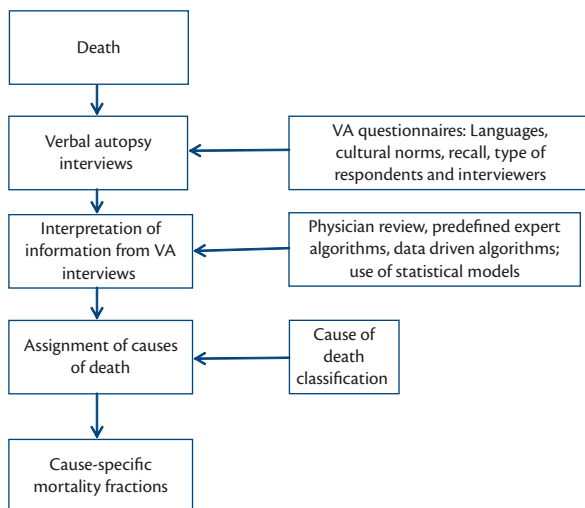 Death
Verbal autopsy
interviews
VA questionnaires: Languages,
cultural norms, recall, type of
respondents and interviewers
Interpretation of
information from VA
interviews
Physician review, predefined expert
algorithms, data driven algorithms;
use of statistical models
Assignment of causes
of death
Cause of
death
classification
Cause-specific
mortality fractions